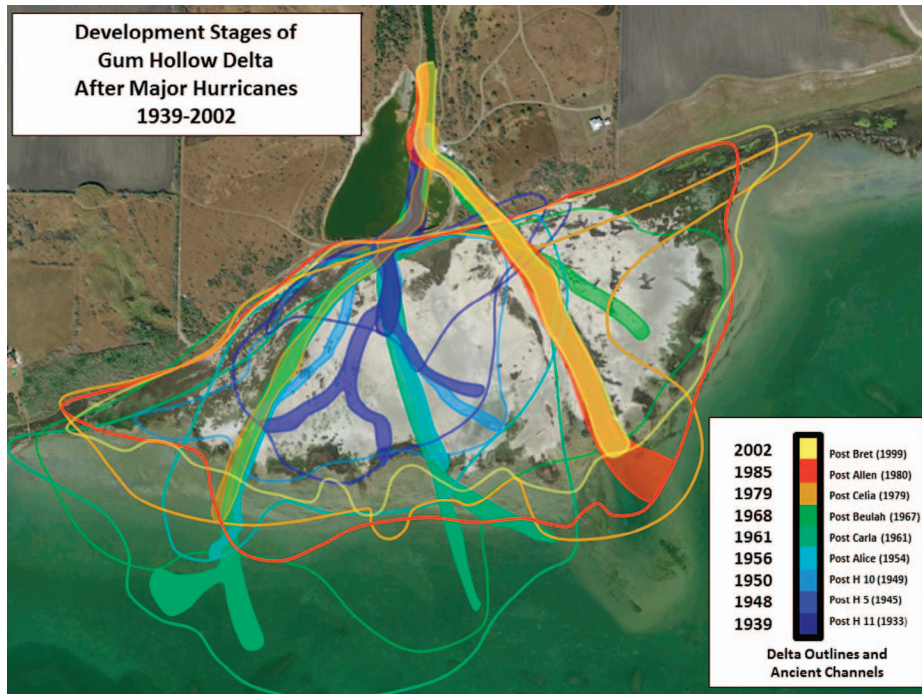 Development Stages of
Gum Hollow Delta
After Major Hurricanes
1939-2002
2002 Post Bret (1999)
1985 Post Allen (1980)
1979 Post Celia (1979)
1968 Post Beulah (1967)
1961 Post Carla (1961)
1956 Post Alice (1954)
1950 Post H 10 (1949)
1948 Post H 5 (1945)
1939 Post H 11 (1933)
Delta Outlines and
Ancient Channels